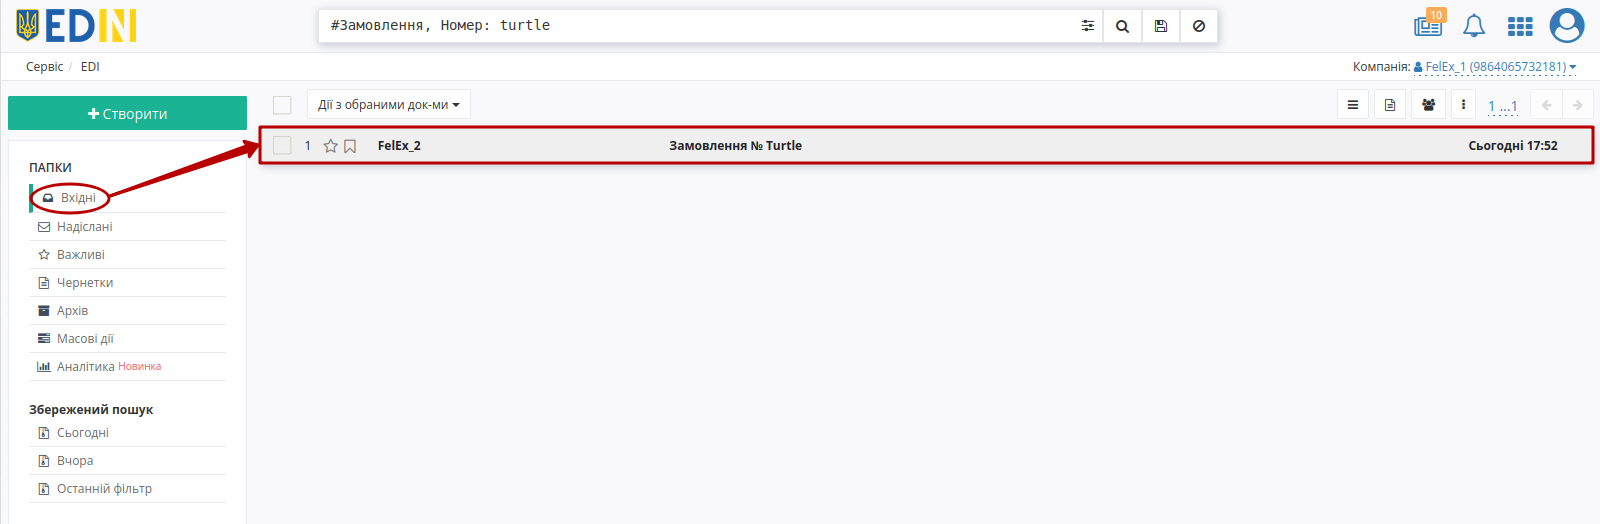 EDIN
#Замовлення, Номер: turtle
10
Сервіс / EDI
Компанія: FelEx_1 (9864065732181)
Створити
Дії з обраними док-ми
1 ...1
1 FelEx_2 Замовлення № Turtle Сьогодні 17:52
ПАПКИ
Вхідні
Надіслані
Важливі
Чернетки
Архів
Масові дії
Аналітика Новинка
Збережений пошук
Сьогодні
Вчора
Останній фільтр